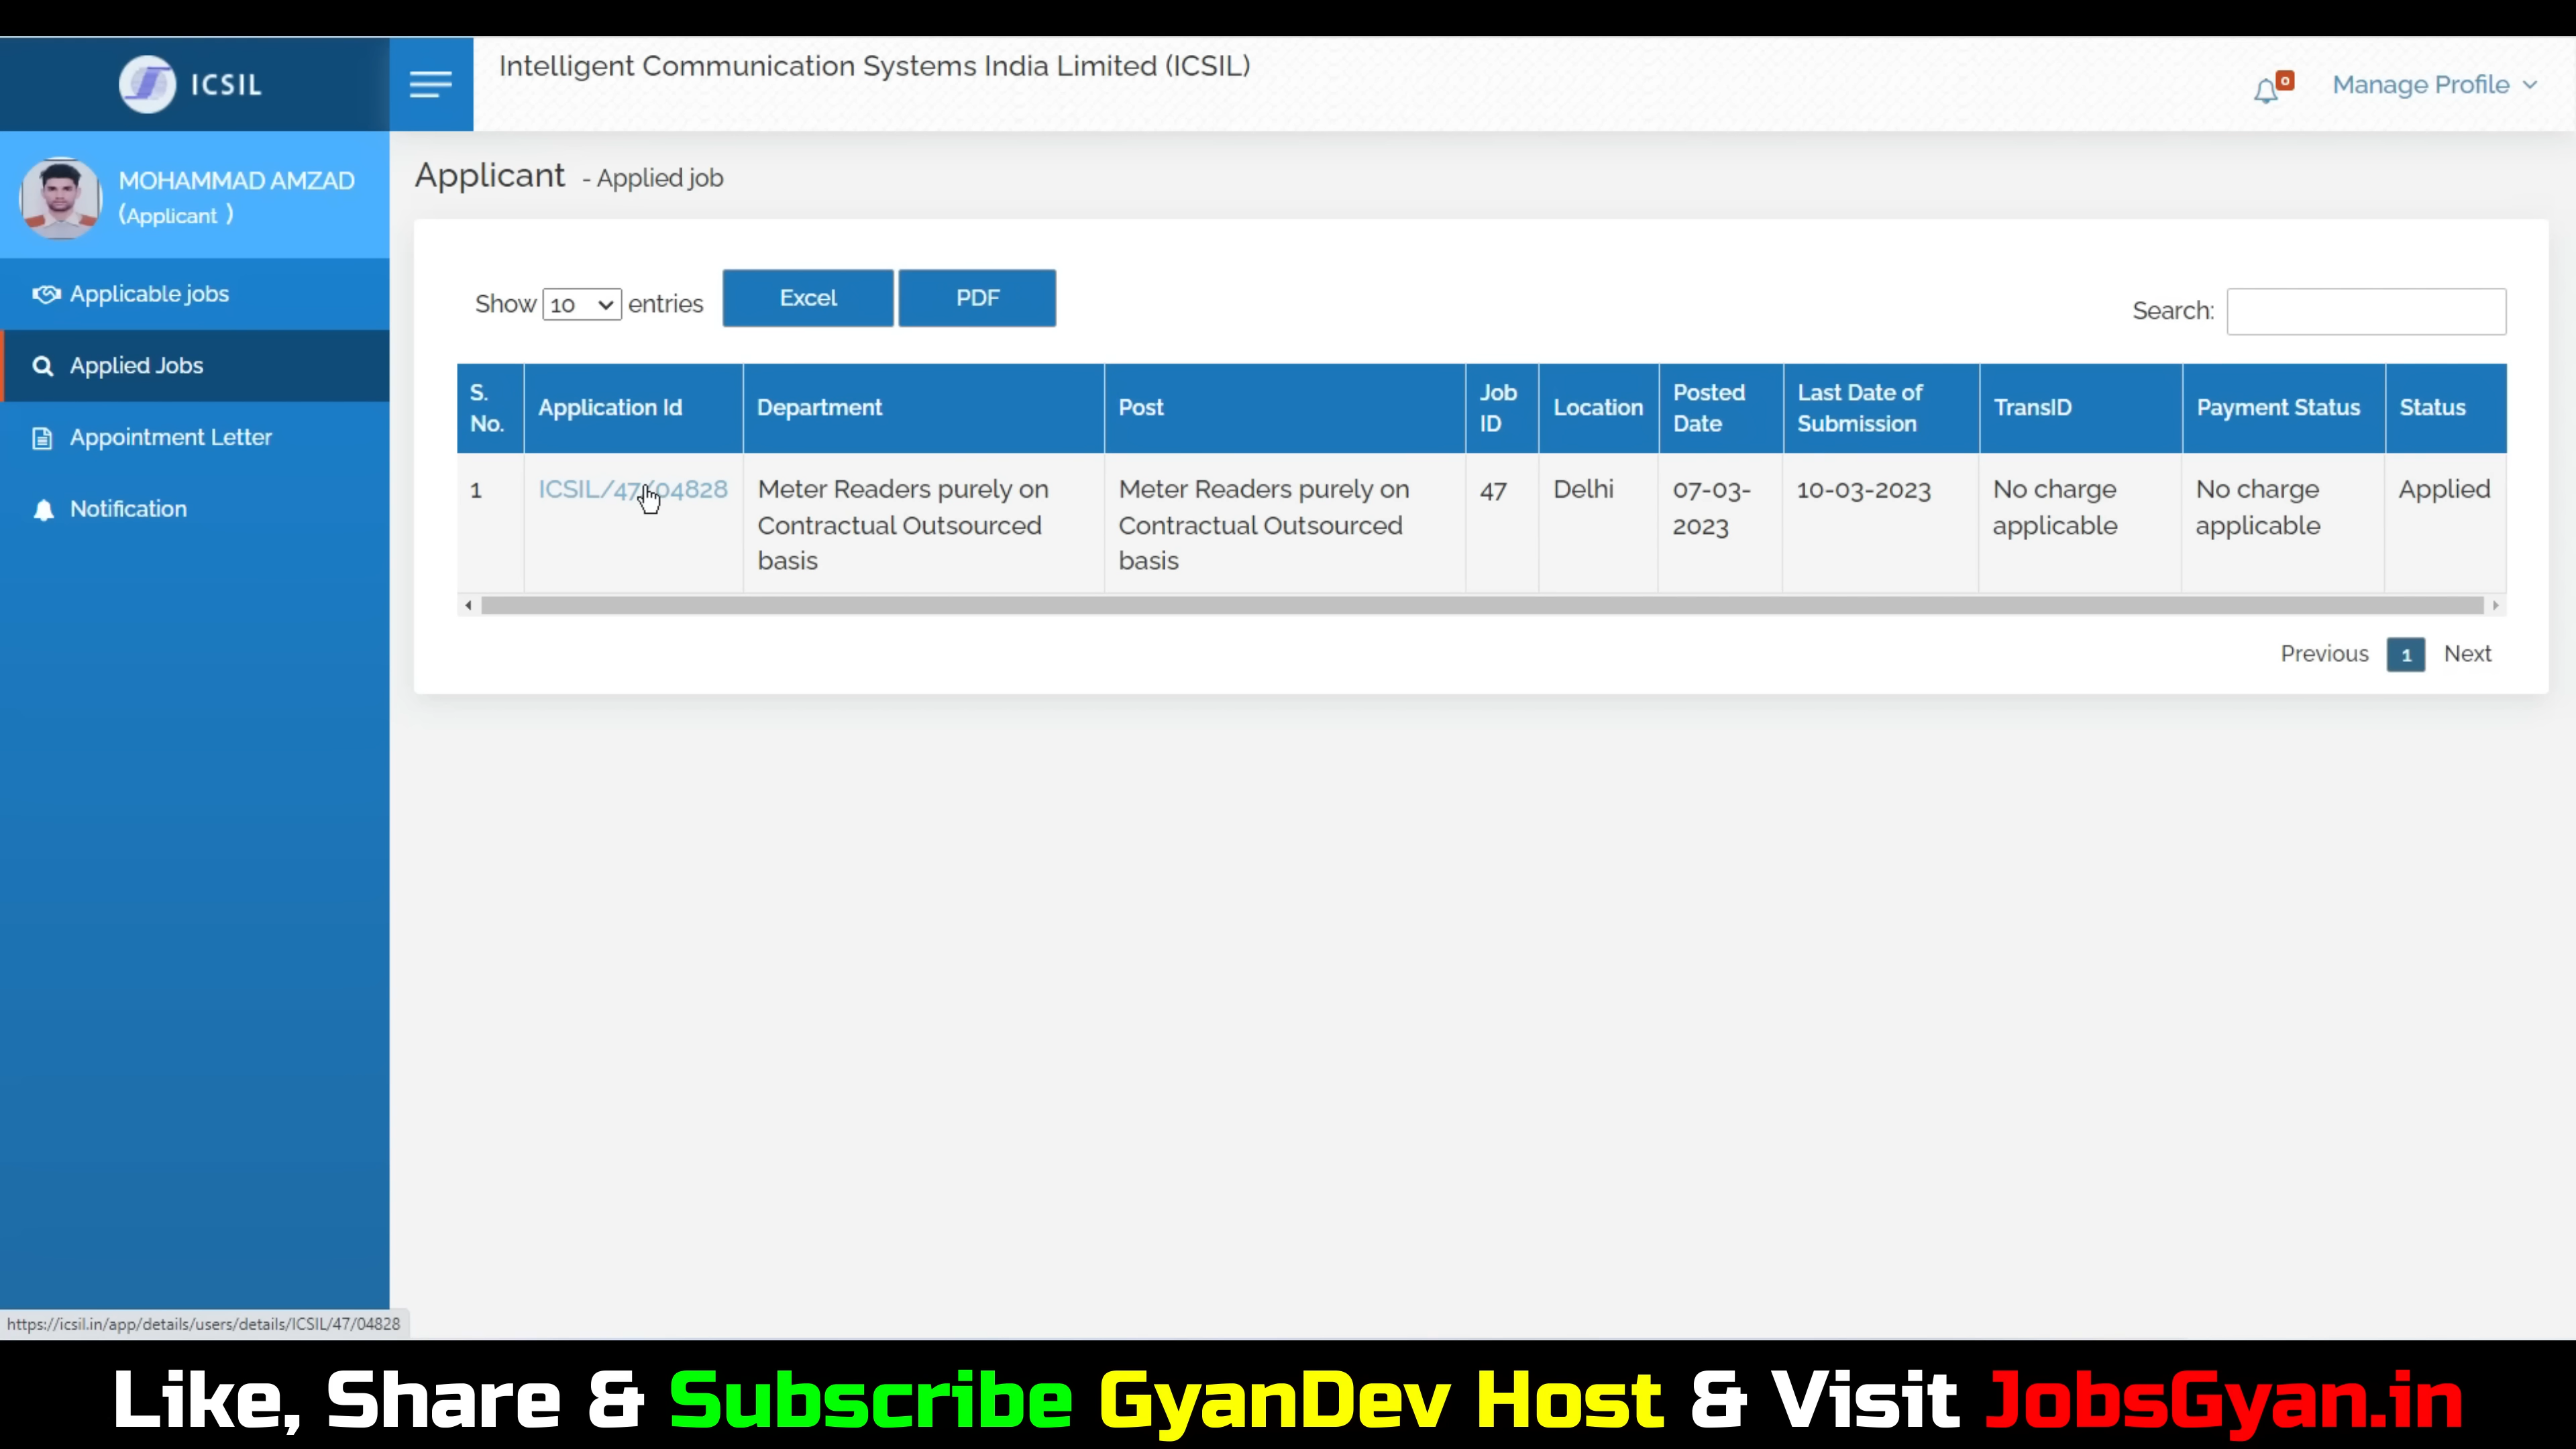 ICSIL
Intelligent Communication Systems India Limited (ICSIL)
0
Manage Profile
MOHAMMAD AMZAD
(Applicant )
Applicable jobs
Applied Jobs
Appointment Letter
Notification
Applicant - Applied job
Show 10 entries
Excel
PDF
Search:
S. No.
Application Id
Department
Post
Job ID
Location
Posted Date
Last Date of Submission
TransID
Payment Status
Status
1
ICSIL/47/04828
Meter Readers purely on
Contractual Outsourced
basis
Meter Readers purely on
Contractual Outsourced
basis
47
Delhi
07-03-
2023
10-03-2023
No charge
applicable
No charge
applicable
Applied
Previous 1 Next
https://icsil.in/app/details/users/details/ICSIL/47/04828
Like, Share & Subscribe GyanDev Host & Visit JobsGyan.in